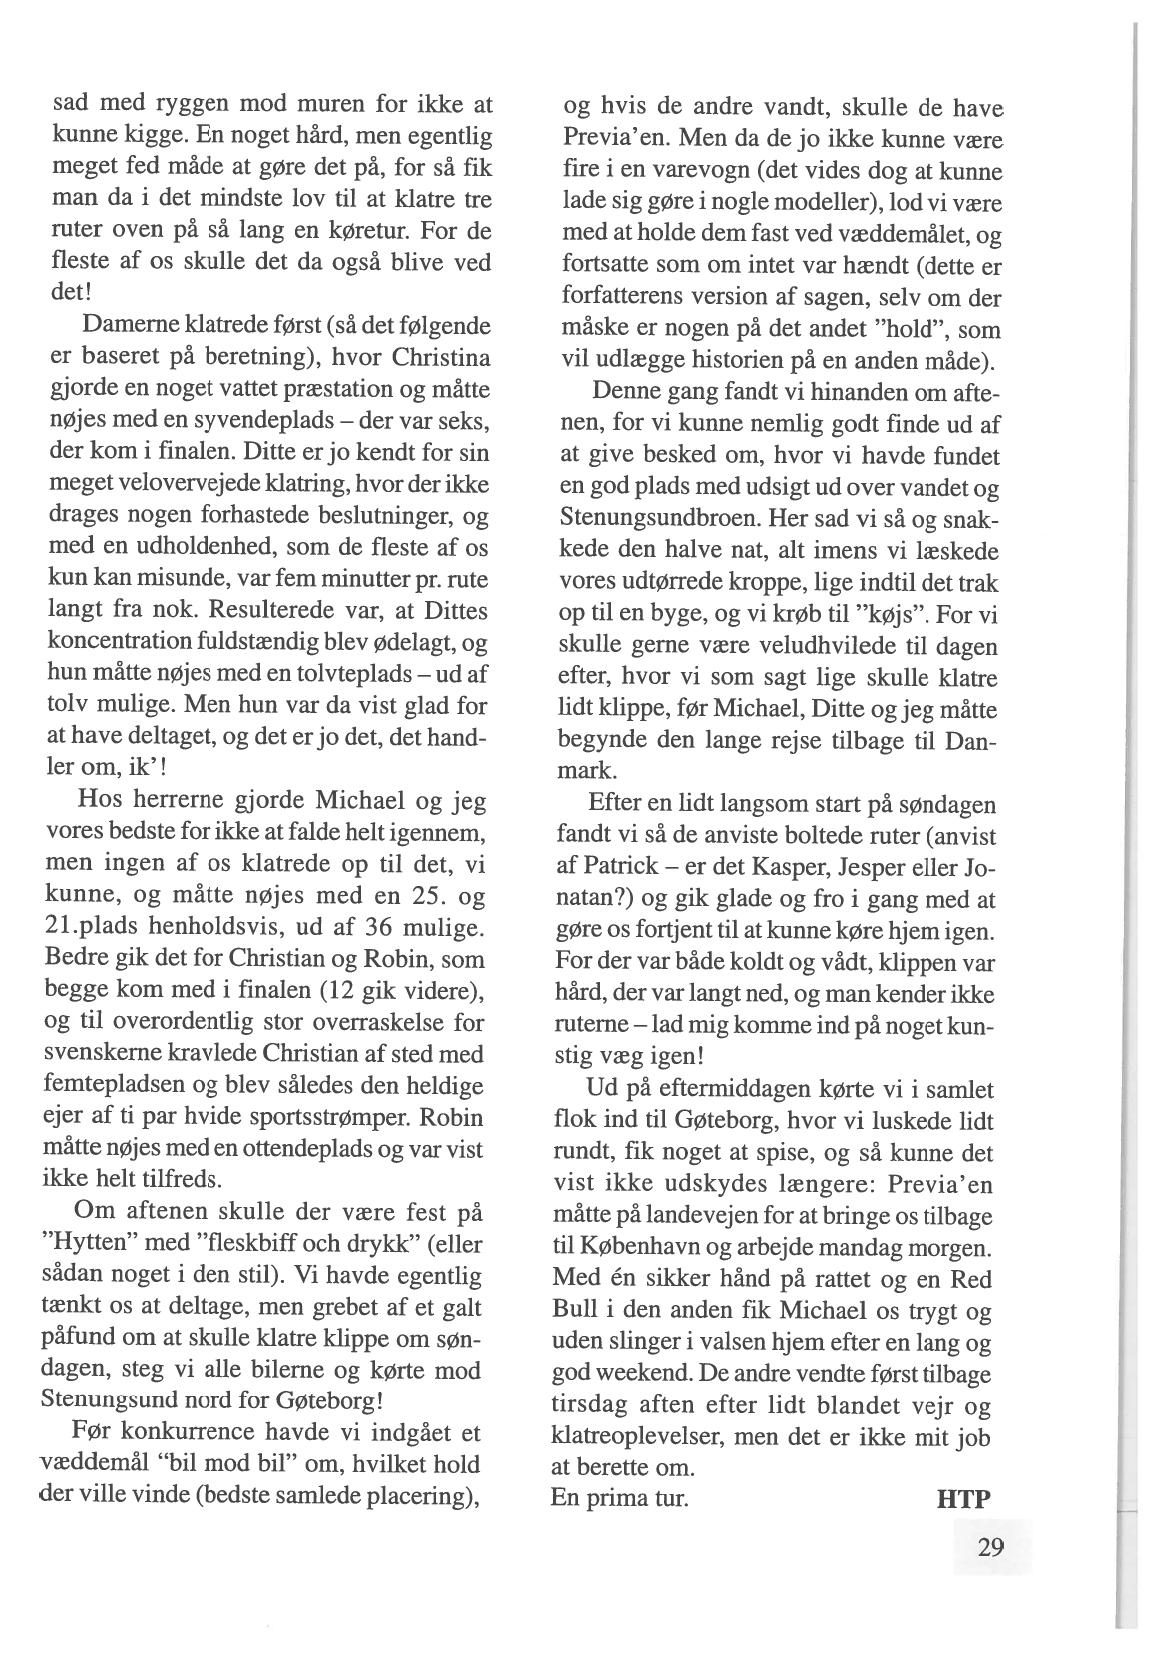 sad med ryggen mod muren for ikke at
kunne kigge. En noget hård, men egentlig
meget fed måde at gøre det på, for så fik
man da i det mindste lov til at klatre tre
ruter oven på så lang en køretur. For de
fleste af os skulle det da også blive ved
det!
Damerne klatrede først (så det følgende
er baseret på beretning), hvor Christina
gjorde en noget vattet præstation og måtte
nøjes med en syvendeplads – der var seks,
der kom i finalen. Ditte er jo kendt for sin
meget velovervejede klatring, hvor der ikke
drages nogen forhastede beslutninger, og
med en udholdenhed, som de fleste af os
kun kan misunde, var fem minutter pr. rute
langt fra nok. Resulterede var, at Dittes
koncentration fuldstændig blev ødelagt, og
hun måtte nøjes med en tolvteplads – ud af
tolv mulige. Men hun var da vist glad for
at have deltaget, og det er jo det, det hand-
ler om, ik'!
Hos herrerne gjorde Michael og jeg
vores bedste for ikke at falde helt igennem,
men ingen af os klatrede op til det, vi
kunne, og måtte nøjes med en 25. og
21.plads henholdsvis, ud af 36 mulige.
Bedre gik det for Christian og Robin, som
begge kom med i finalen (12 gik videre),
og til overordentlig stor overraskelse for
svenskerne kravlede Christian af sted med
femtepladsen og blev således den heldige
ejer af ti par hvide sportsstrømper. Robin
måtte nøjes med en ottendeplads og var vist
ikke helt tilfreds.
Om aftenen skulle der være fest på
”Hytten” med ”fleskbiff och drykk” (eller
sådan noget i den stil). Vi havde egentlig
tænkt os at deltage, men grebet af et galt
påfund om at skulle klatre klippe om søn-
dagen, steg vi alle bilerne og kørte mod
Stenungsund nord for Gøteborg!
Før konkurrence havde vi indgået et
væddemål “bil mod bil” om, hvilket hold
der ville vinde (bedste samlede placering),
og hvis de andre vandt, skulle de have
Previa'en. Men da de jo ikke kunne være
fire i en varevogn (det vides dog at kunne
lade sig gøre i nogle modeller), lod vi være
med at holde dem fast ved væddemålet, og
fortsatte som om intet var hændt (dette er
forfatterens version af sagen, selv om der
måske er nogen på det andet ”hold”, som
vil udlægge historien på en anden måde).
Denne gang fandt vi hinanden om afte-
nen, for vi kunne nemlig godt finde ud af
at give besked om, hvor vi havde fundet
en god plads med udsigt ud over vandet og
Stenungsundbroen. Her sad vi så og snak-
kede den halve nat, alt imens vi læskede
vores udtørrede kroppe, lige indtil det trak
op til en byge, og vi krøb til ”køjs”. For vi
skulle gerne være veludhvilede til dagen
efter, hvor vi som sagt lige skulle klatre
lidt klippe, før Michael, Ditte og jeg måtte
begynde den lange rejse tilbage til Dan-
mark.
Efter en lidt langsom start på søndagen
fandt vi så de anviste boltede ruter (anvist
af Patrick – er det Kasper, Jesper eller Jo-
natan?) og gik glade og fro i gang med at
gøre os fortjent til at kunne køre hjem igen.
For der var både koldt og vådt, klippen var
hård, der var langt ned, og man kender ikke
ruterne – lad mig komme ind på noget kun-
stig væg igen!
Ud på eftermiddagen kørte vi i samlet
flok ind til Gøteborg, hvor vi luskede lidt
rundt, fik noget at spise, og så kunne det
vist ikke udskydes længere: Previa'en
måtte på landevejen for at bringe os tilbage
til København og arbejde mandag morgen.
Med én sikker hånd på rattet og en Red
Bull i den anden fik Michael os trygt og
uden slinger i valsen hjem efter en lang og
god weekend. De andre vendte først tilbage
tirsdag aften efter lidt blandet vejr og
klatreoplevelser, men det er ikke mit job
at berette om.
En prima tur. HTP
29